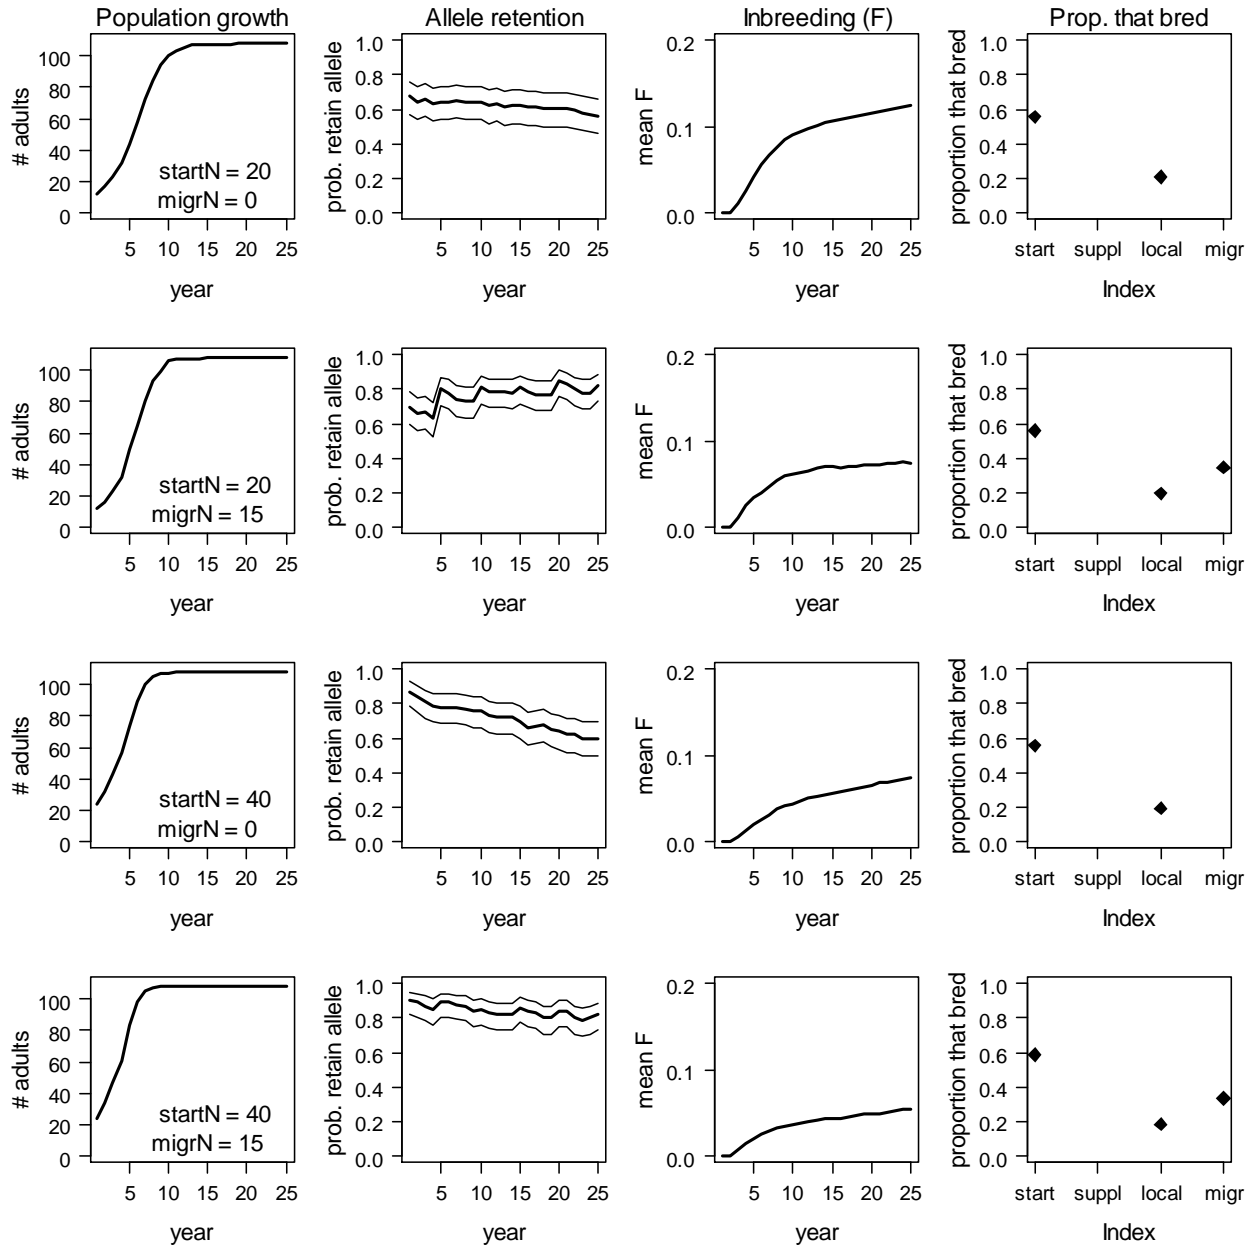 Population growth
Allele retention
Inbreeding (F)
Prop. that bred
# adults
100
80
60
40
20
0
startN = 20
migrN = 0
5 10 15 20 25
year
prob. retain allele
1.0
0.8
0.6
0.4
0.2
0.0
5 10 15 20 25
year
mean F
0.2
0.1
0.0
5 10 15 20 25
year
proportion that bred
1.0
0.8
0.6
0.4
0.2
0.0
start suppl local migr
Index
# adults
100
80
60
40
20
0
startN = 20
migrN = 15
5 10 15 20 25
year
prob. retain allele
1.0
0.8
0.6
0.4
0.2
0.0
5 10 15 20 25
year
mean F
0.2
0.1
0.0
5 10 15 20 25
year
proportion that bred
1.0
0.8
0.6
0.4
0.2
0.0
start suppl local migr
Index
# adults
100
80
60
40
20
0
startN = 40
migrN = 0
5 10 15 20 25
year
prob. retain allele
1.0
0.8
0.6
0.4
0.2
0.0
5 10 15 20 25
year
mean F
0.2
0.1
0.0
5 10 15 20 25
year
proportion that bred
1.0
0.8
0.6
0.4
0.2
0.0
start suppl local migr
Index
# adults
100
80
60
40
20
0
startN = 40
migrN = 15
5 10 15 20 25
year
prob. retain allele
1.0
0.8
0.6
0.4
0.2
0.0
5 10 15 20 25
year
mean F
0.2
0.1
0.0
5 10 15 20 25
year
proportion that bred
1.0
0.8
0.6
0.4
0.2
0.0
start suppl local migr
Index